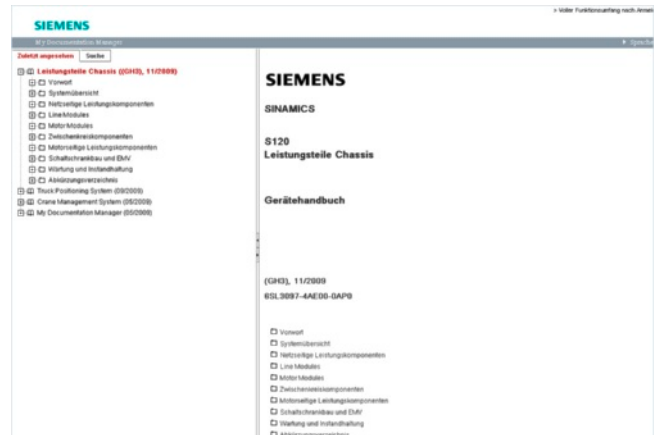 > Voller Funktionsumfang nach Anmel
SIEMENS
My Documentation Manager
Sprache
Zuletzt angesehen
Suche
Leistungsteile Chassis ((GH3), 11/2009)
Vorwort
Systemübersicht
Netzseitige Leistungskomponenten
Line Modules
Motor Modules
Zwischenkreiskomponenten
Motorseitige Leistungskomponenten
Schaltschrankbau und EMV
Wartung und Instandhaltung
Abkürzungsverzeichnis
Truck Positioning System (09/2009)
Crane Management System (05/2009)
My Documentation Manager (05/2009)
SIEMENS
SINAMICS
S120
Leistungsteile Chassis
Gerätehandbuch
(GH3), 11/2009
6SL3097-4AE00-0AP0
Vorwort
Systemübersicht
Netzseitige Leistungskomponenten
Line Modules
Motor Modules
Zwischenkreiskomponenten
Motorseitige Leistungskomponenten
Schaltschrankbau und EMV
Wartung und Instandhaltung
Abkürzungsverzeichnis